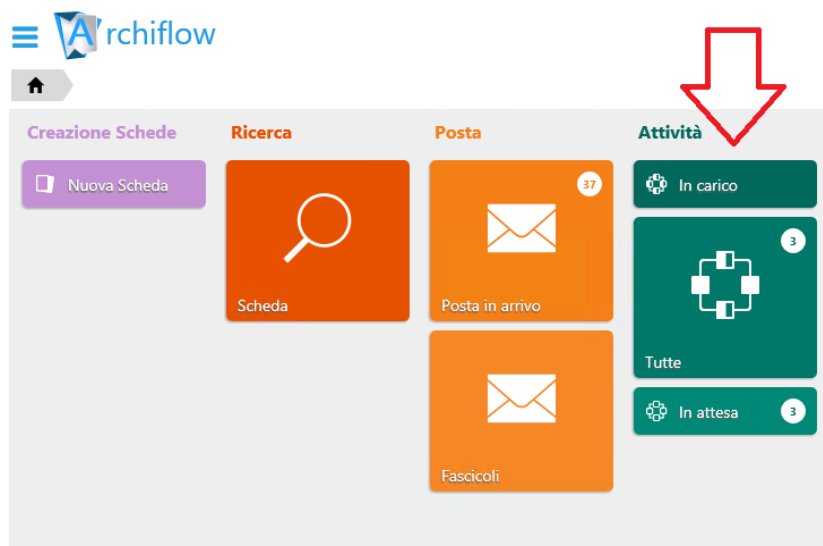 Archiflow
Creazione Schede
Nuova Scheda
Ricerca
Scheda
Posta
37
Posta in arrivo
Fascicoli
Attività
In carico
3
Tutte
In attesa 3